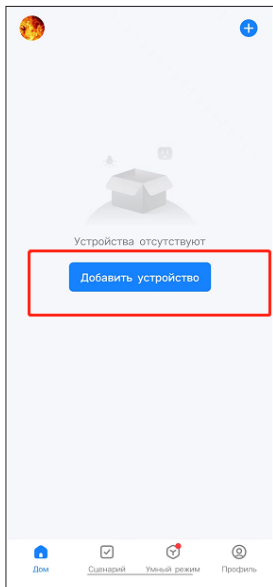 Устройства отсутствуют
Добавить устройство
Дом Сценарий Умный режим Профиль